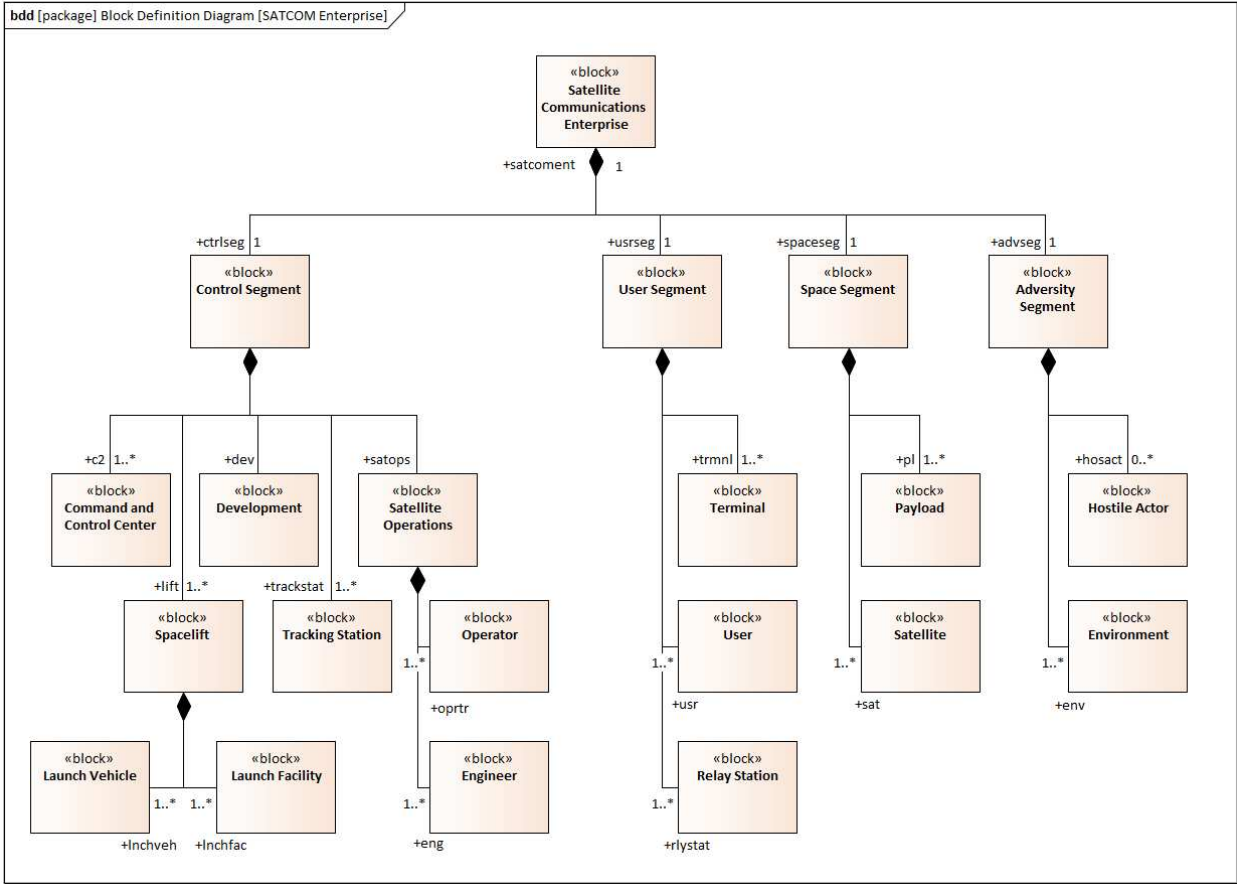 bdd [package] Block Definition Diagram [SATCOM Enterprise]
«block»
Satellite
Communications
Enterprise
+satcoment 1
+ctrlseg 1
+usrseg 1
+spaceseg 1
+advseg 1
«block»
Control Segment
«block»
User Segment
«block»
Space Segment
«block»
Adversity
Segment
+c2 1..*
+dev
+satops
+trmnl 1..*
+pl 1..*
+hosact 0..*
«block»
Command and
Control Center
«block»
Development
«block»
Satellite
Operations
«block»
Terminal
«block»
Payload
«block»
Hostile Actor
+lift 1..*
+trackstat 1..*
«block»
Spacelift
«block»
Tracking Station
«block»
Operator
1..*
+oprtr
«block»
User
1..*
+usr
«block»
Satellite
1..*
+sat
«block»
Environment
1..*
+env
«block»
Launch Vehicle
1..*
+lnchveh
«block»
Launch Facility
1..*
+lnchfac
«block»
Engineer
1..*
+eng
«block»
Relay Station
1..*
+rlystat